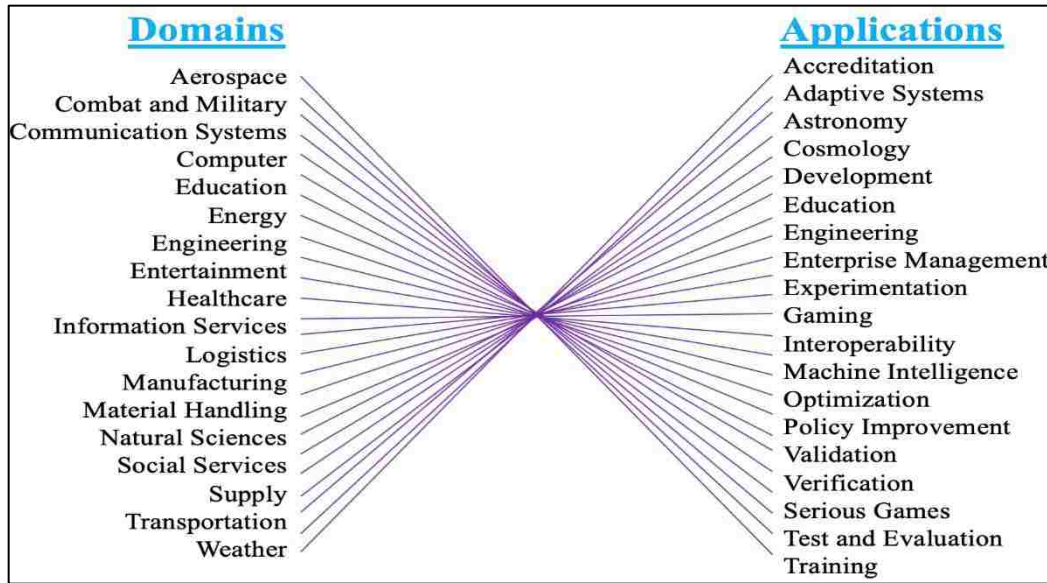 Domains
Aerospace
Combat and Military
Communication Systems
Computer
Education
Energy
Engineering
Entertainment
Healthcare
Information Services
Logistics
Manufacturing
Material Handling
Natural Sciences
Social Services
Supply
Transportation
Weather
Applications
Accreditation
Adaptive Systems
Astronomy
Cosmology
Development
Education
Engineering
Enterprise Management
Experimentation
Gaming
Interoperability
Machine Intelligence
Optimization
Policy Improvement
Validation
Verification
Serious Games
Test and Evaluation
Training